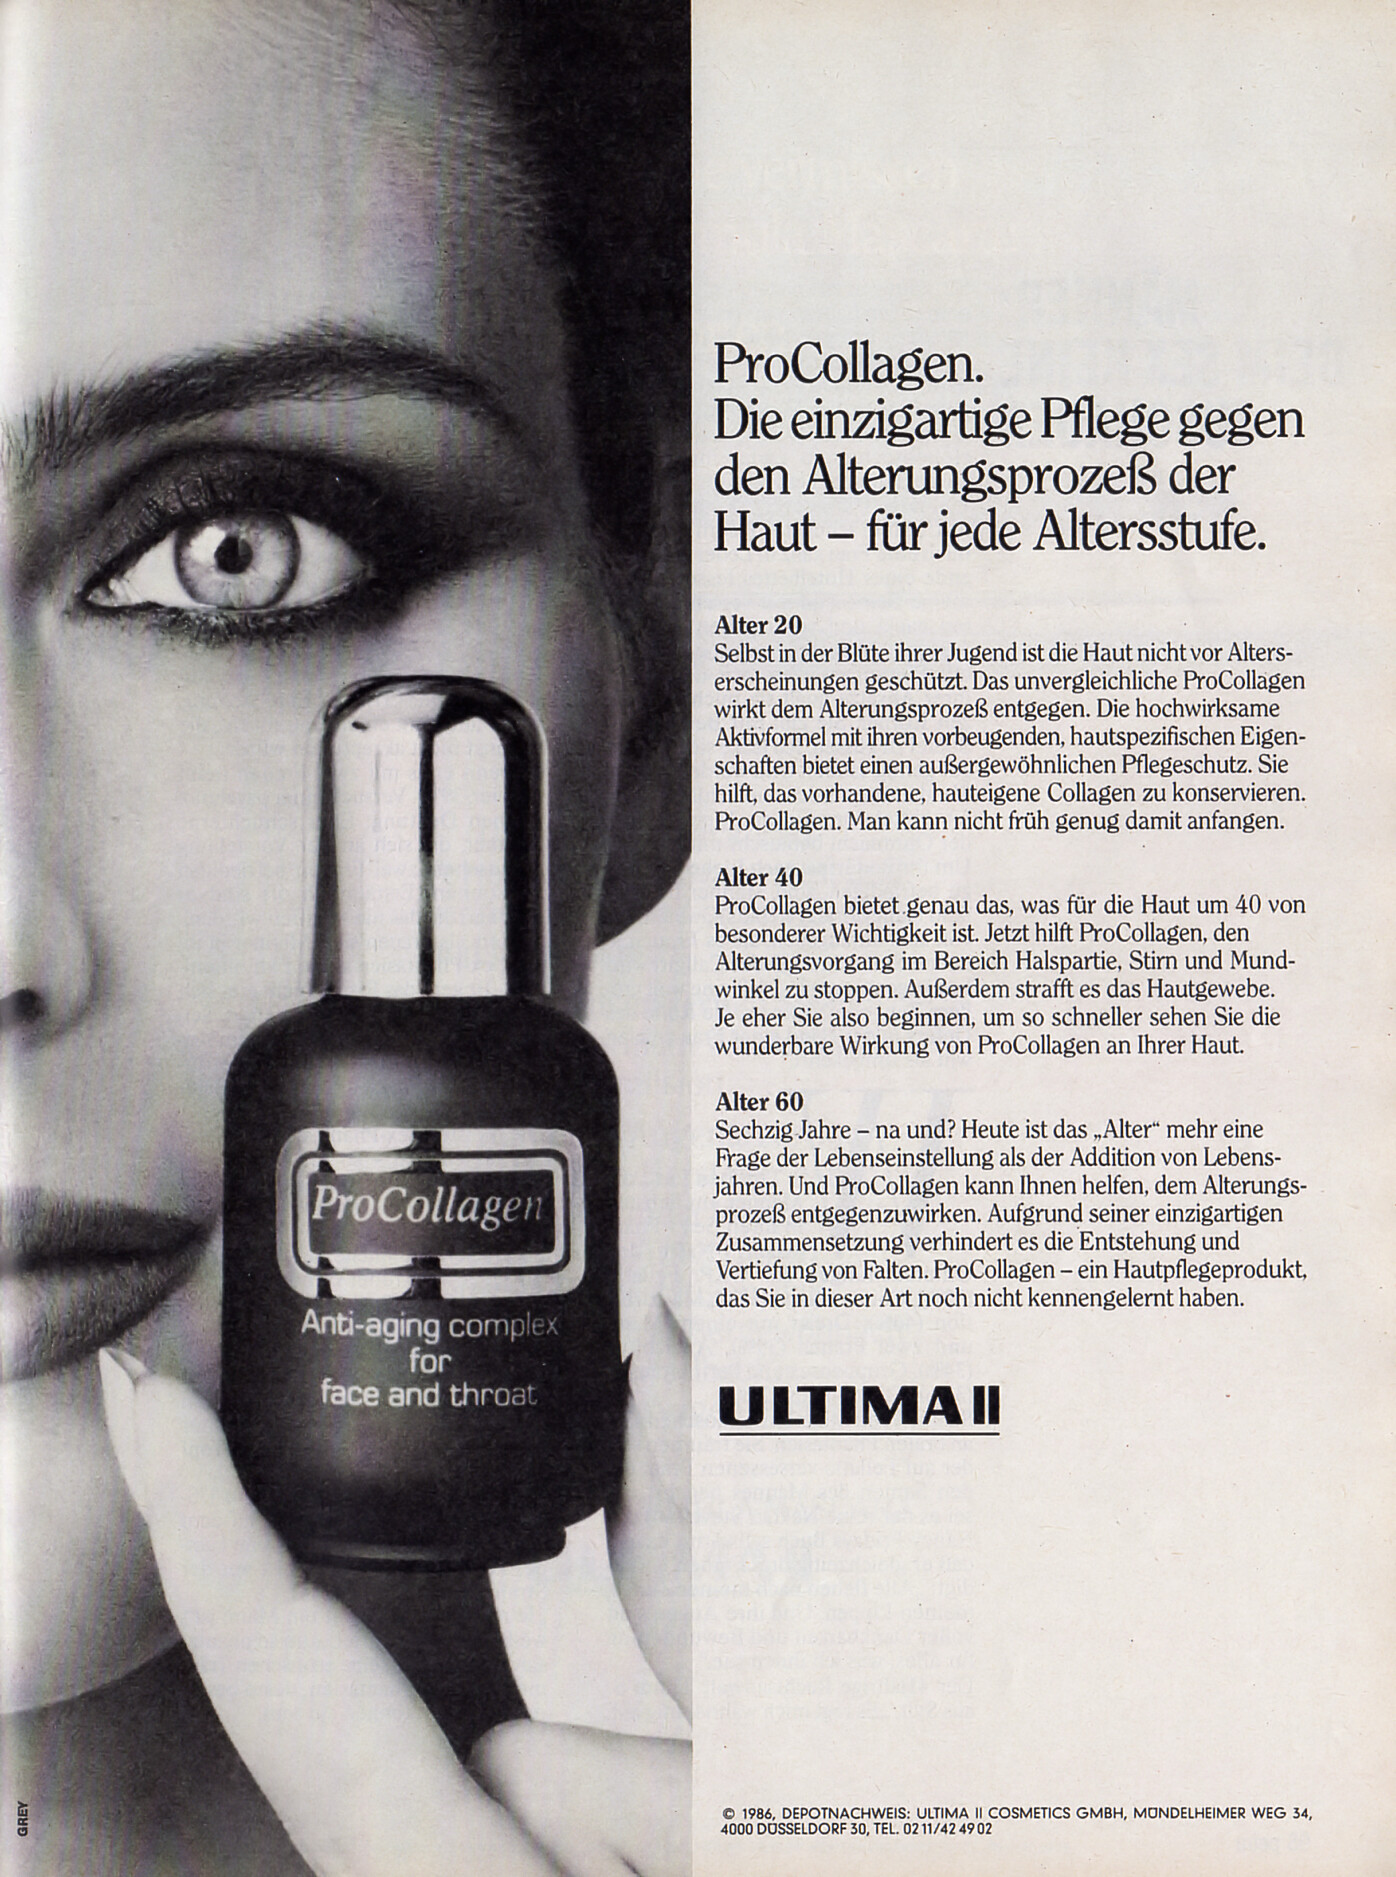 ProCollagen.
Die einzigartige Pflege gegen
den Alterungsprozeß der
Haut – für jede Altersstufe.
Alter 20
Selbst in der Blüte ihrer Jugend ist die Haut nicht vor Alters-
erscheinungen geschützt. Das unvergleichliche ProCollagen
wirkt dem Alterungsprozeß entgegen. Die hochwirksame
Aktivformel mit ihren vorbeugenden, hautspezifischen Eigen-
schaften bietet einen außergewöhnlichen Pflegeschutz. Sie
hilft, das vorhandene, hauteigene Collagen zu konservieren.
ProCollagen. Man kann nicht früh genug damit anfangen.
Alter 40
ProCollagen bietet genau das, was für die Haut um 40 von
besonderer Wichtigkeit ist. Jetzt hilft ProCollagen, den
Alterungsvorgang im Bereich Halspartie, Stirn und Mund-
winkel zu stoppen. Außerdem strafft es das Hautgewebe.
Je eher Sie also beginnen, um so schneller sehen Sie die
wunderbare Wirkung von ProCollagen an Ihrer Haut.
Alter 60
Sechzig Jahre – na und? Heute ist das „Alter“ mehr eine
Frage der Lebenseinstellung als der Addition von Lebens-
jahren. Und ProCollagen kann Ihnen helfen, dem Alterungs-
prozeß entgegenzuwirken. Aufgrund seiner einzigartigen
Zusammensetzung verhindert es die Entstehung und
Vertiefung von Falten. ProCollagen – ein Hautpflegeprodukt,
das Sie in dieser Art noch nicht kennengelernt haben.
ULTIMA II
ProCollagen
Anti-aging complex
for
face and throat
GREY
© 1986, DEPOTNACHWEIS: ULTIMA II COSMETICS GMBH, MÜNDELHEIMER WEG 34,
4000 DÜSSELDORF 30, TEL. 02 11/42 49 02